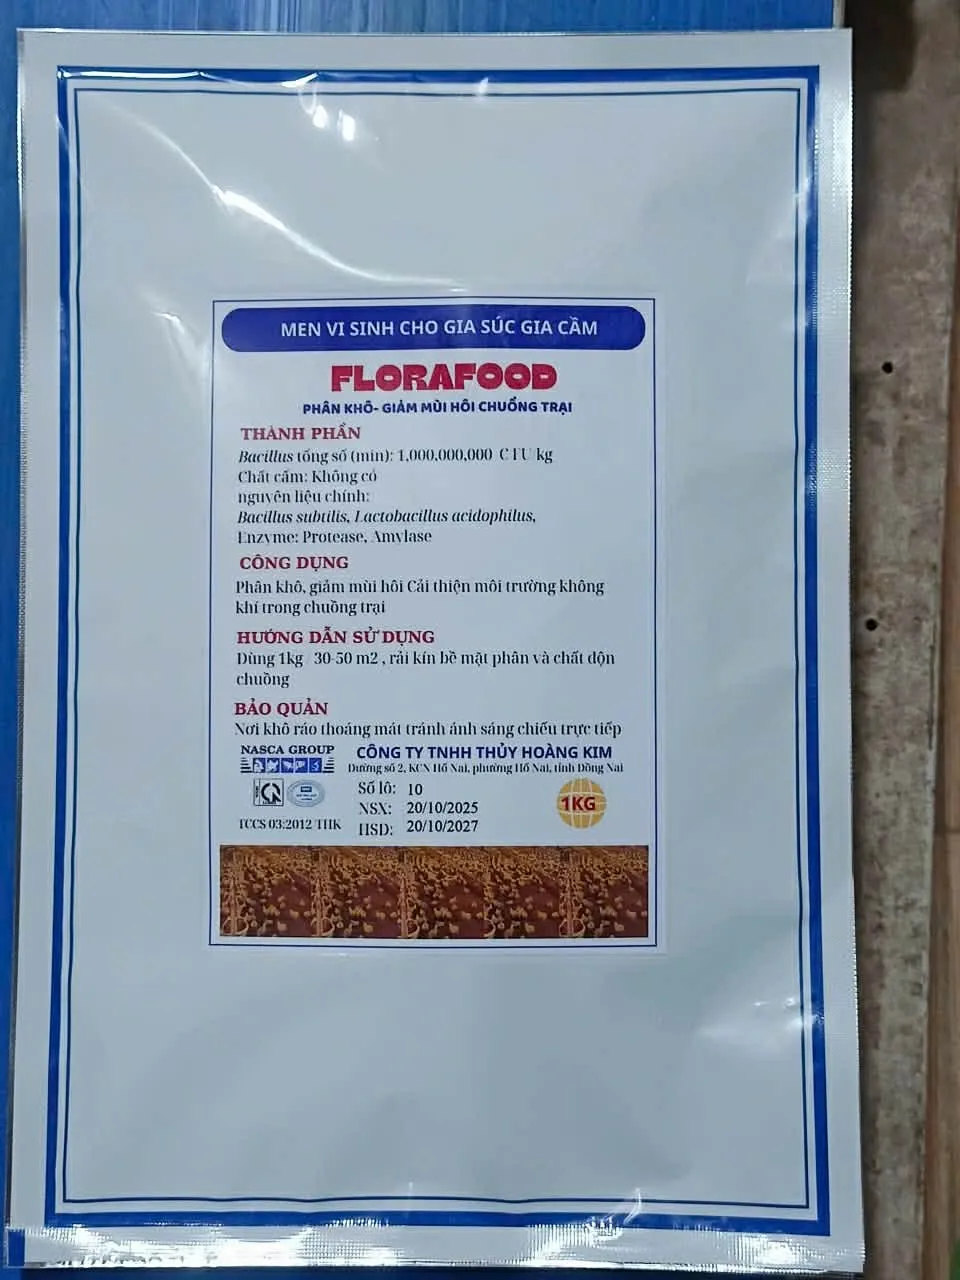 MEN VI SINH CHO GIA SÚC GIA CẦM
FLORAFOOD
PHÂN KHÔ- GIẢM MÙI HÔI CHUỒNG TRẠI
THÀNH PHẦN
Bacillus tổng số (min): 1,000,000,000 CFU/kg
Chất cấm: Không có
nguyên liệu chính:
Bacillus subtilis, Lactobacillus acidophilus,
Enzyme: Protease, Amylase
CÔNG DỤNG
Phân khô, giảm mùi hôi Cải thiện môi trường không
khí trong chuồng trại
HƯỚNG DẪN SỬ DỤNG
Dùng 1kg 30-50 m2 , rải kín bề mặt phân và chất độn
chuồng
BẢO QUẢN
Nơi khô ráo thoáng mát tránh ánh sáng chiếu trực tiếp
NASCA GROUP
CÔNG TY TNHH THỦY HOÀNG KIM
Đường số 2, KCN Hố Nai, phường Hố Nai, tỉnh Đồng Nai
Số lô: 10
NSX: 20/10/2025
HSD: 20/10/2027
1KG
TCCS 03:2012 THK